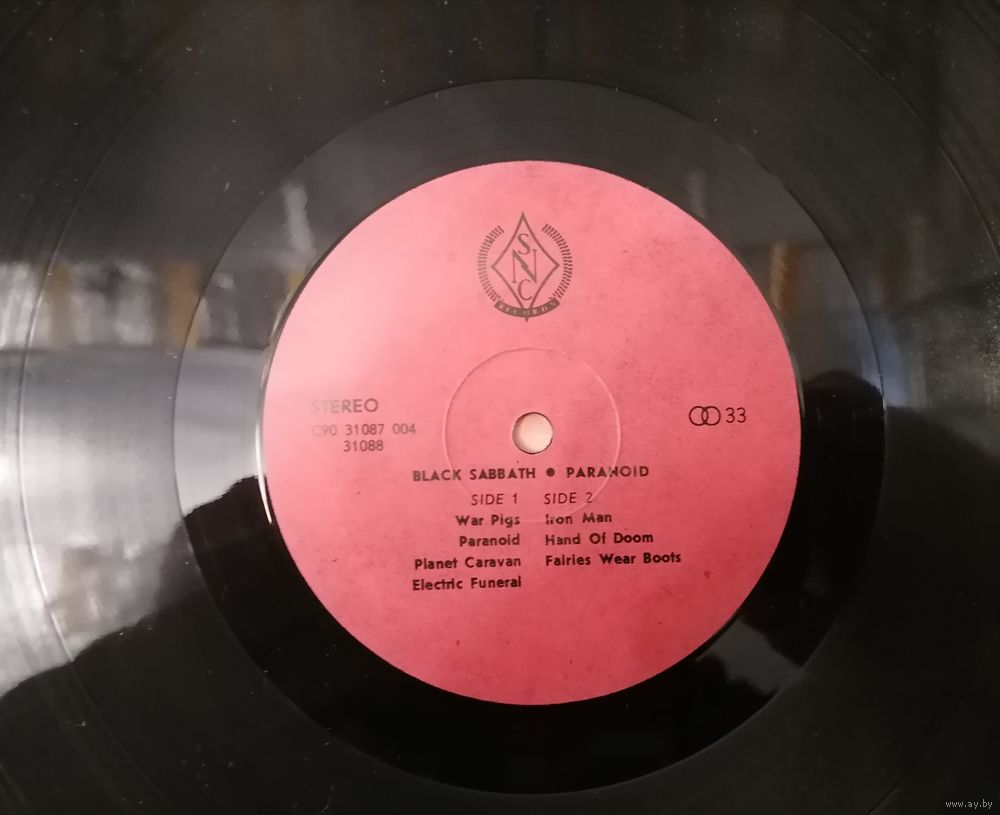 SNC
RECORDS
STEREO
33
C90 31087 004
31088
BLACK SABBATH ● PARANOID
SIDE 1 SIDE 2
War Pigs Iron Man
Paranoid Hand Of Doom
Planet Caravan Fairies Wear Boots
Electric Funeral
www.ay.by